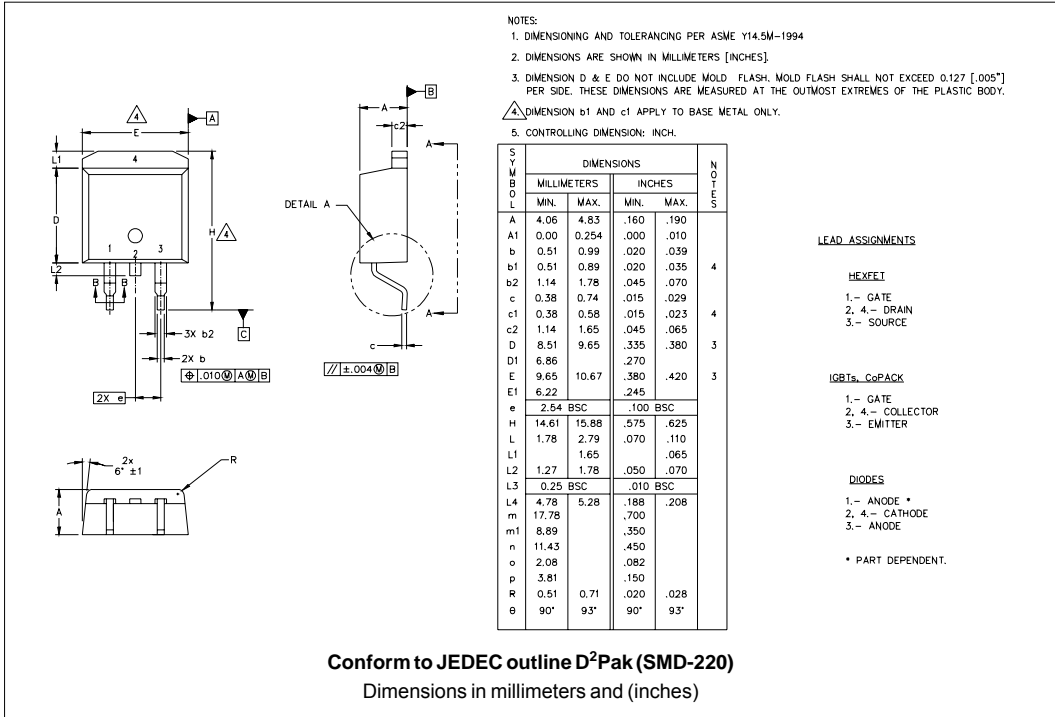 NOTES:
1. DIMENSIONING AND TOLERANCING PER ASME Y14.5M-1994
2. DIMENSIONS ARE SHOWN IN MILLIMETERS [INCHES].
3. DIMENSION D & E DO NOT INCLUDE MOLD FLASH. MOLD FLASH SHALL NOT EXCEED 0.127 [.005"]
PER SIDE. THESE DIMENSIONS ARE MEASURED AT THE OUTMOST EXTREMES OF THE PLASTIC BODY.
4. DIMENSION b1 AND c1 APPLY TO BASE METAL ONLY.
5. CONTROLLING DIMENSION: INCH.
4
E
A
L1
4
D
H 4
1 2 3
L2
B B
C
3X b2
2X b
⌖ .010 Ⓜ A Ⓜ B
2X e
A
B
c2
A
DETAIL A
A
c
// ±.004 Ⓜ B
2x
6° ±1
R
A
SYMBOL DIMENSIONS NOTES
MILLIMETERS INCHES
MIN. MAX. MIN. MAX.
A 4.06 4.83 .160 .190
A1 0.00 0.254 .000 .010
b 0.51 0.99 .020 .039
b1 0.51 0.89 .020 .035 4
b2 1.14 1.78 .045 .070
c 0.38 0.74 .015 .029
c1 0.38 0.58 .015 .023 4
c2 1.14 1.65 .045 .065
D 8.51 9.65 .335 .380 3
D1 6.86 .270
E 9.65 10.67 .380 .420 3
E1 6.22 .245
e 2.54 BSC .100 BSC
H 14.61 15.88 .575 .625
L 1.78 2.79 .070 .110
L1 1.65 .065
L2 1.27 1.78 .050 .070
L3 0.25 BSC .010 BSC
L4 4.78 5.28 .188 .208
m 17.78 .700
m1 8.89 .350
n 11.43 .450
o 2.08 .082
p 3.81 .150
R 0.51 0.71 .020 .028
θ 90° 93° 90° 93°
LEAD ASSIGNMENTS
HEXFET
1.- GATE
2, 4.- DRAIN
3.- SOURCE
IGBTs, CoPACK
1.- GATE
2, 4.- COLLECTOR
3.- EMITTER
DIODES
1.- ANODE *
2, 4.- CATHODE
3.- ANODE
* PART DEPENDENT.
Conform to JEDEC outline D²Pak (SMD-220)
Dimensions in millimeters and (inches)